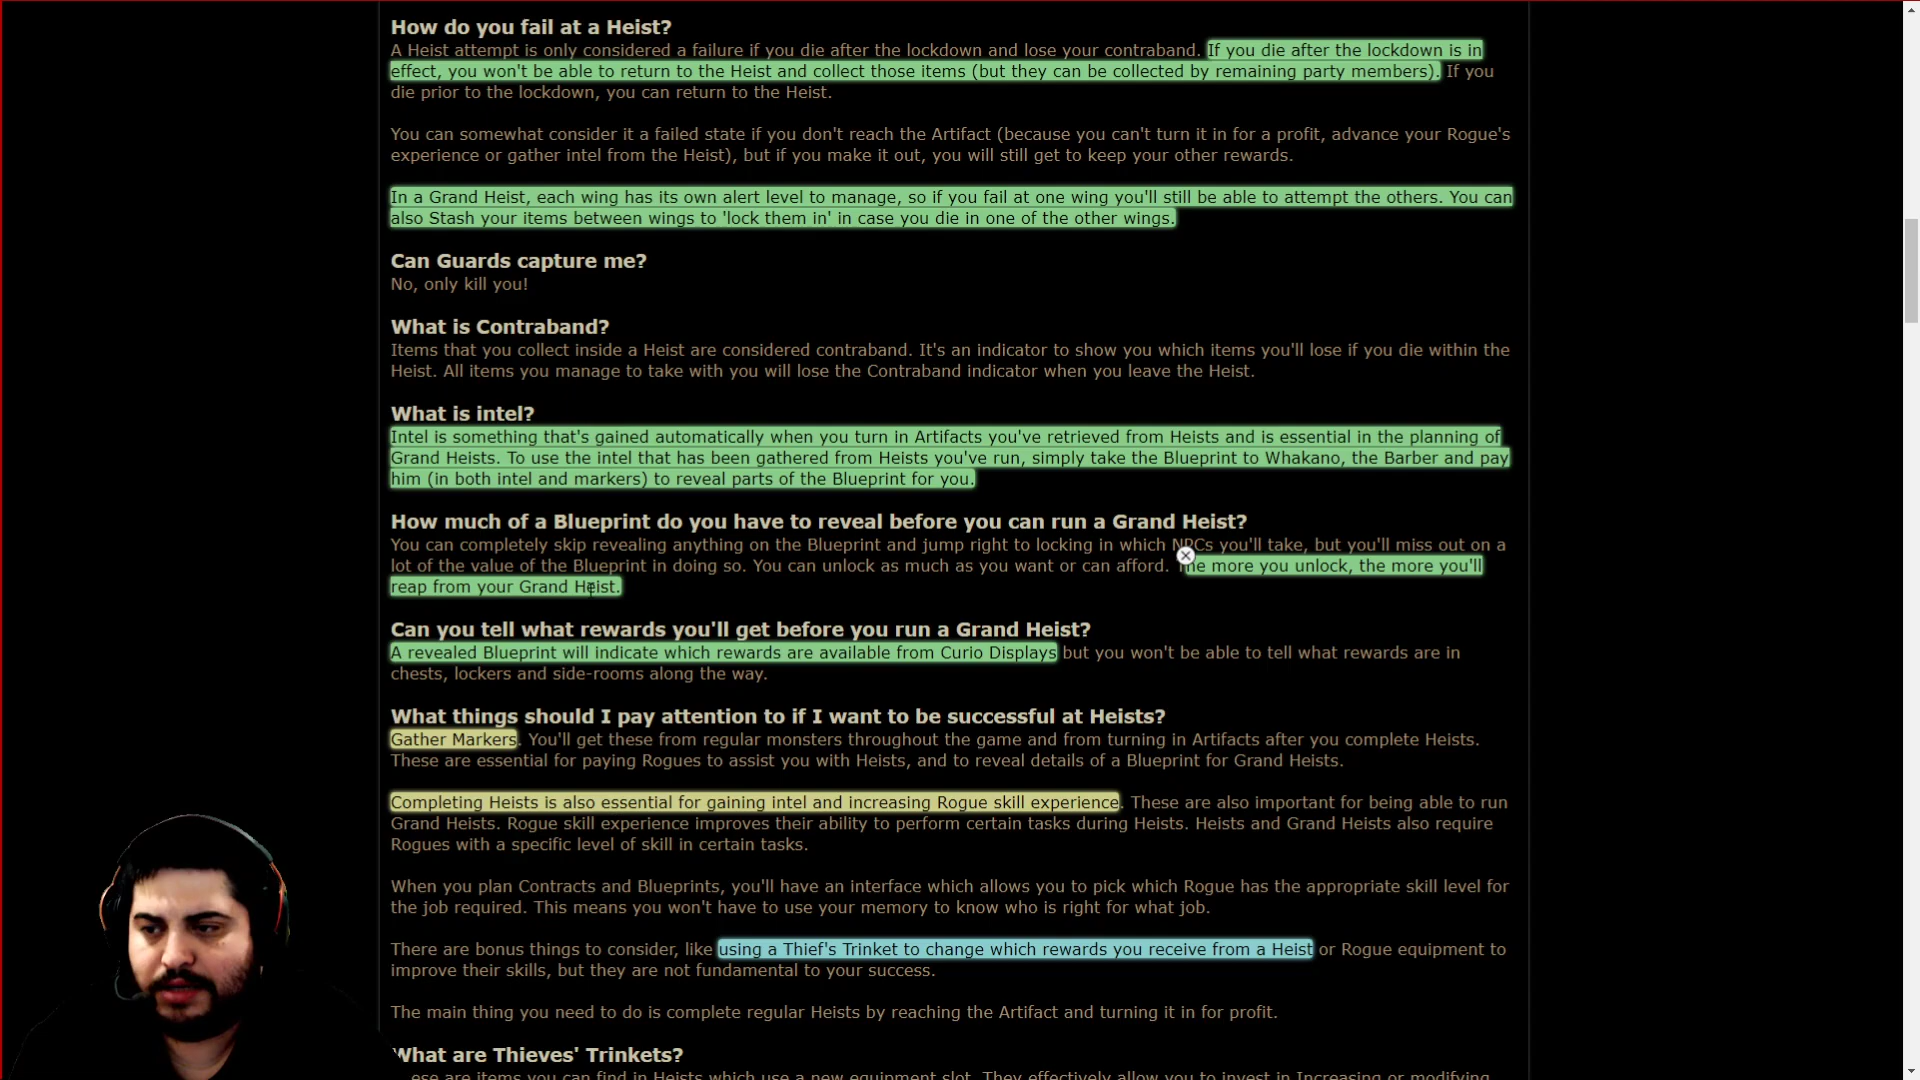 How do you fail at a Heist?
A Heist attempt is only considered a failure if you die after the lockdown and lose your contraband. If you die after the lockdown is in
effect, you won't be able to return to the Heist and collect those items (but they can be collected by remaining party members). If you
die prior to the lockdown, you can return to the Heist.
You can somewhat consider it a failed state if you don't reach the Artifact (because you can't turn it in for a profit, advance your Rogue's
experience or gather intel from the Heist), but if you make it out, you will still get to keep your other rewards.
In a Grand Heist, each wing has its own alert level to manage, so if you fail at one wing you'll still be able to attempt the others. You can
also Stash your items between wings to 'lock them in' in case you die in one of the other wings.
Can Guards capture me?
No, only kill you!
What is Contraband?
Items that you collect inside a Heist are considered contraband. It's an indicator to show you which items you'll lose if you die within the
Heist. All items you manage to take with you will lose the Contraband indicator when you leave the Heist.
What is intel?
Intel is something that's gained automatically when you turn in Artifacts you've retrieved from Heists and is essential in the planning of
Grand Heists. To use the intel that has been gathered from Heists you've run, simply take the Blueprint to Whakano, the Barber and pay
him (in both intel and markers) to reveal parts of the Blueprint for you.
How much of a Blueprint do you have to reveal before you can run a Grand Heist?
You can completely skip revealing anything on the Blueprint and jump right to locking in which NPCs you'll take, but you'll miss out on a
lot of the value of the Blueprint in doing so. You can unlock as much as you want or can afford. The more you unlock, the more you'll
reap from your Grand Heist.
Can you tell what rewards you'll get before you run a Grand Heist?
A revealed Blueprint will indicate which rewards are available from Curio Displays but you won't be able to tell what rewards are in
chests, lockers and side-rooms along the way.
What things should I pay attention to if I want to be successful at Heists?
Gather Markers. You'll get these from regular monsters throughout the game and from turning in Artifacts after you complete Heists.
These are essential for paying Rogues to assist you with Heists, and to reveal details of a Blueprint for Grand Heists.
Completing Heists is also essential for gaining intel and increasing Rogue skill experience. These are also important for being able to run
Grand Heists. Rogue skill experience improves their ability to perform certain tasks during Heists. Heists and Grand Heists also require
Rogues with a specific level of skill in certain tasks.
When you plan Contracts and Blueprints, you'll have an interface which allows you to pick which Rogue has the appropriate skill level for
the job required. This means you won't have to use your memory to know who is right for what job.
There are bonus things to consider, like using a Thief's Trinket to change which rewards you receive from a Heist or Rogue equipment to
improve their skills, but they are not fundamental to your success.
The main thing you need to do is complete regular Heists by reaching the Artifact and turning it in for profit.
What are Thieves' Trinkets?
are items you can find in Heists which use a new equipment slot. They effectively allow you to invest in Increasing or modifying